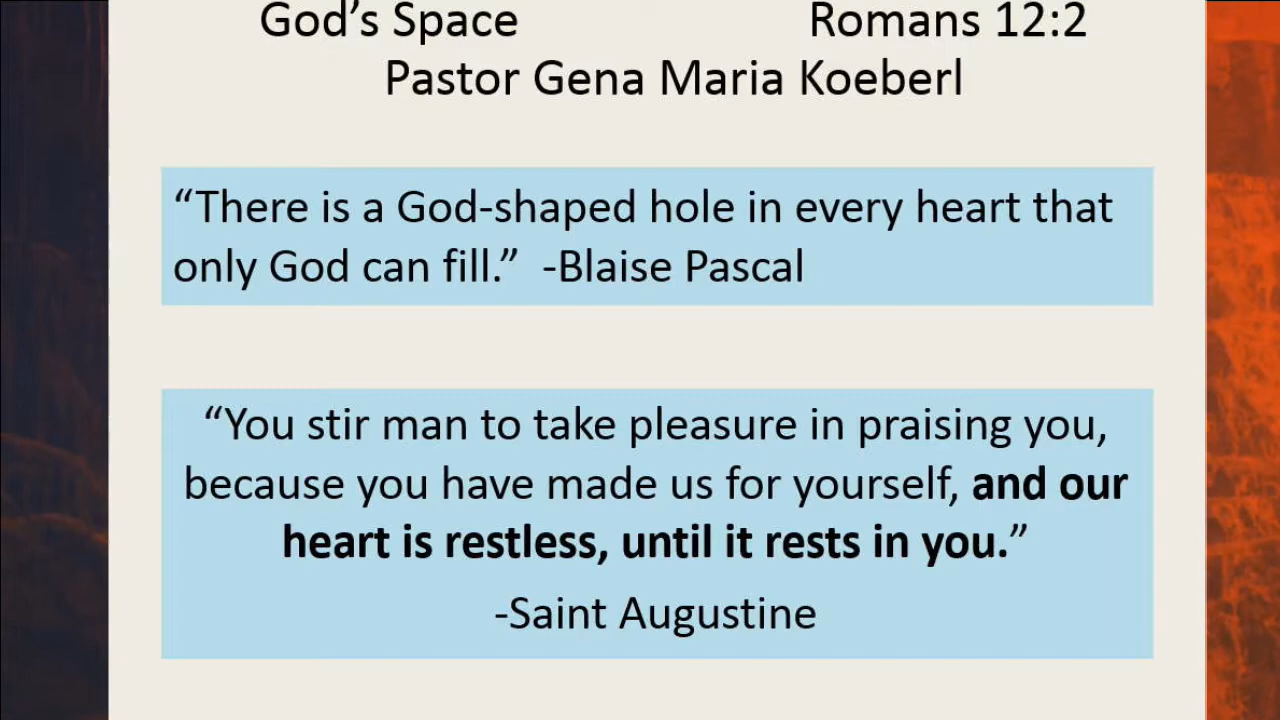 God’s Space Romans 12:2
Pastor Gena Maria Koeberl
“There is a God-shaped hole in every heart that
only God can fill.” -Blaise Pascal
“You stir man to take pleasure in praising you,
because you have made us for yourself, and our
heart is restless, until it rests in you.”
-Saint Augustine